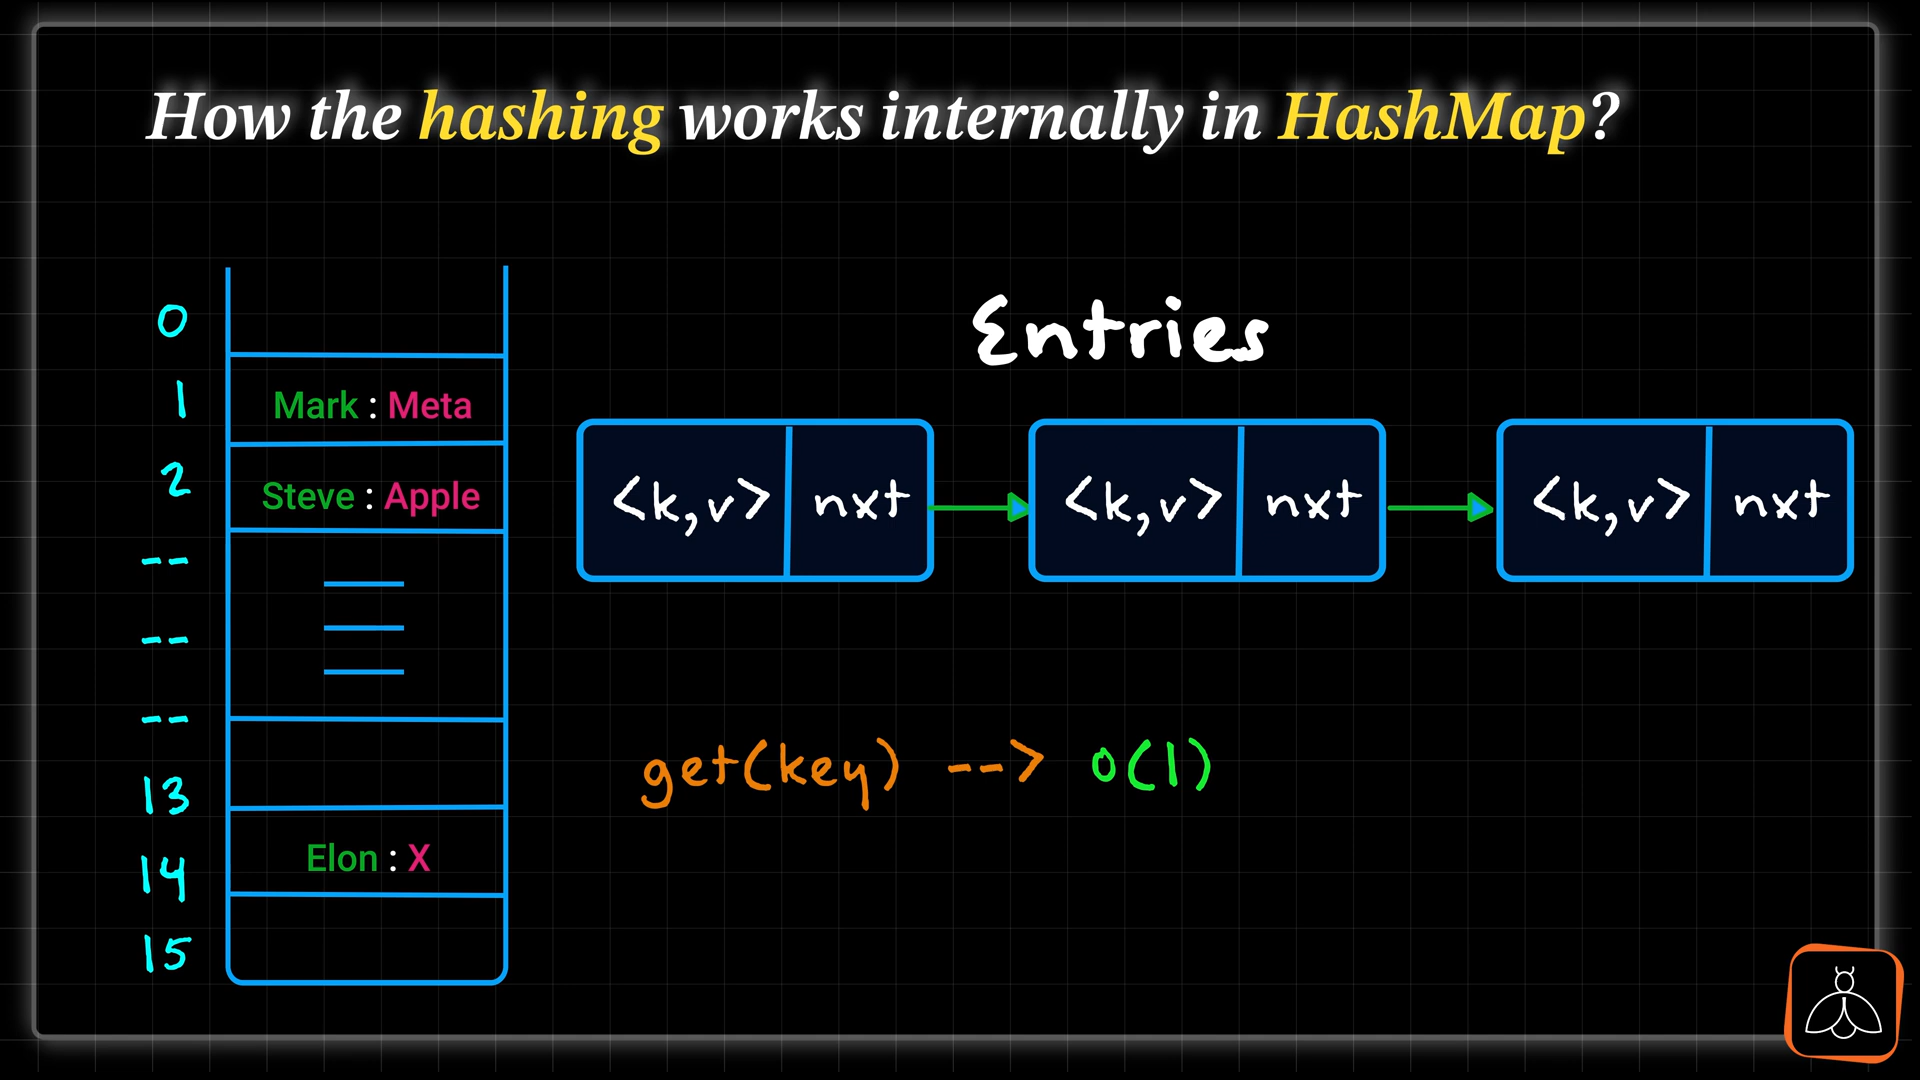 How the hashing works internally in HashMap?
Entries
0
1 Mark : Meta
2 Steve : Apple
<k,v> nxt <k,v> nxt <k,v> nxt
--
--
--
get(key) --> O(1)
13
14 Elon : X
15